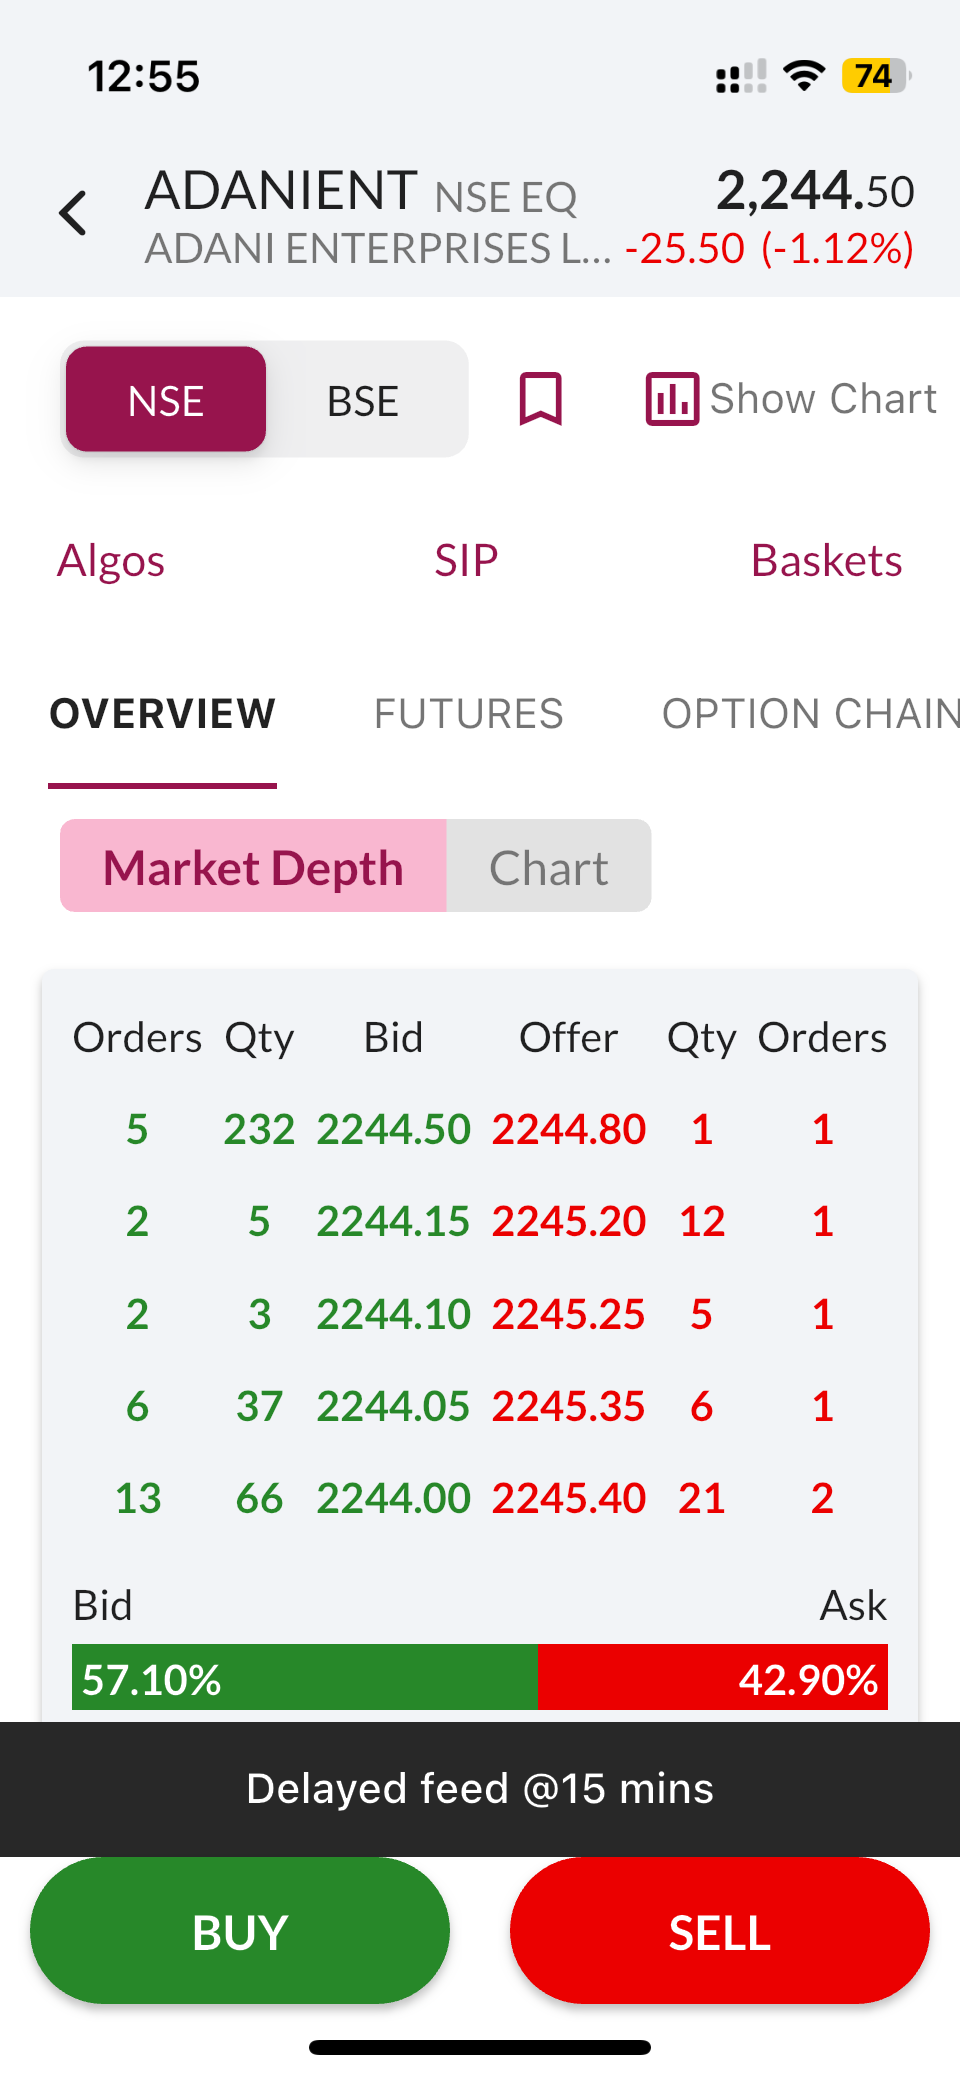 12:55 74
ADANIENT NSE EQ 2,244.50
ADANI ENTERPRISES L... -25.50 (-1.12%)
NSE BSE Show Chart
Algos SIP Baskets
OVERVIEW FUTURES OPTION CHAIN
Market Depth Chart
Orders Qty Bid Offer Qty Orders
5 232 2244.50 2244.80 1 1
2 5 2244.15 2245.20 12 1
2 3 2244.10 2245.25 5 1
6 37 2244.05 2245.35 6 1
13 66 2244.00 2245.40 21 2
Bid Ask
57.10% 42.90%
Delayed feed @15 mins
BUY SELL